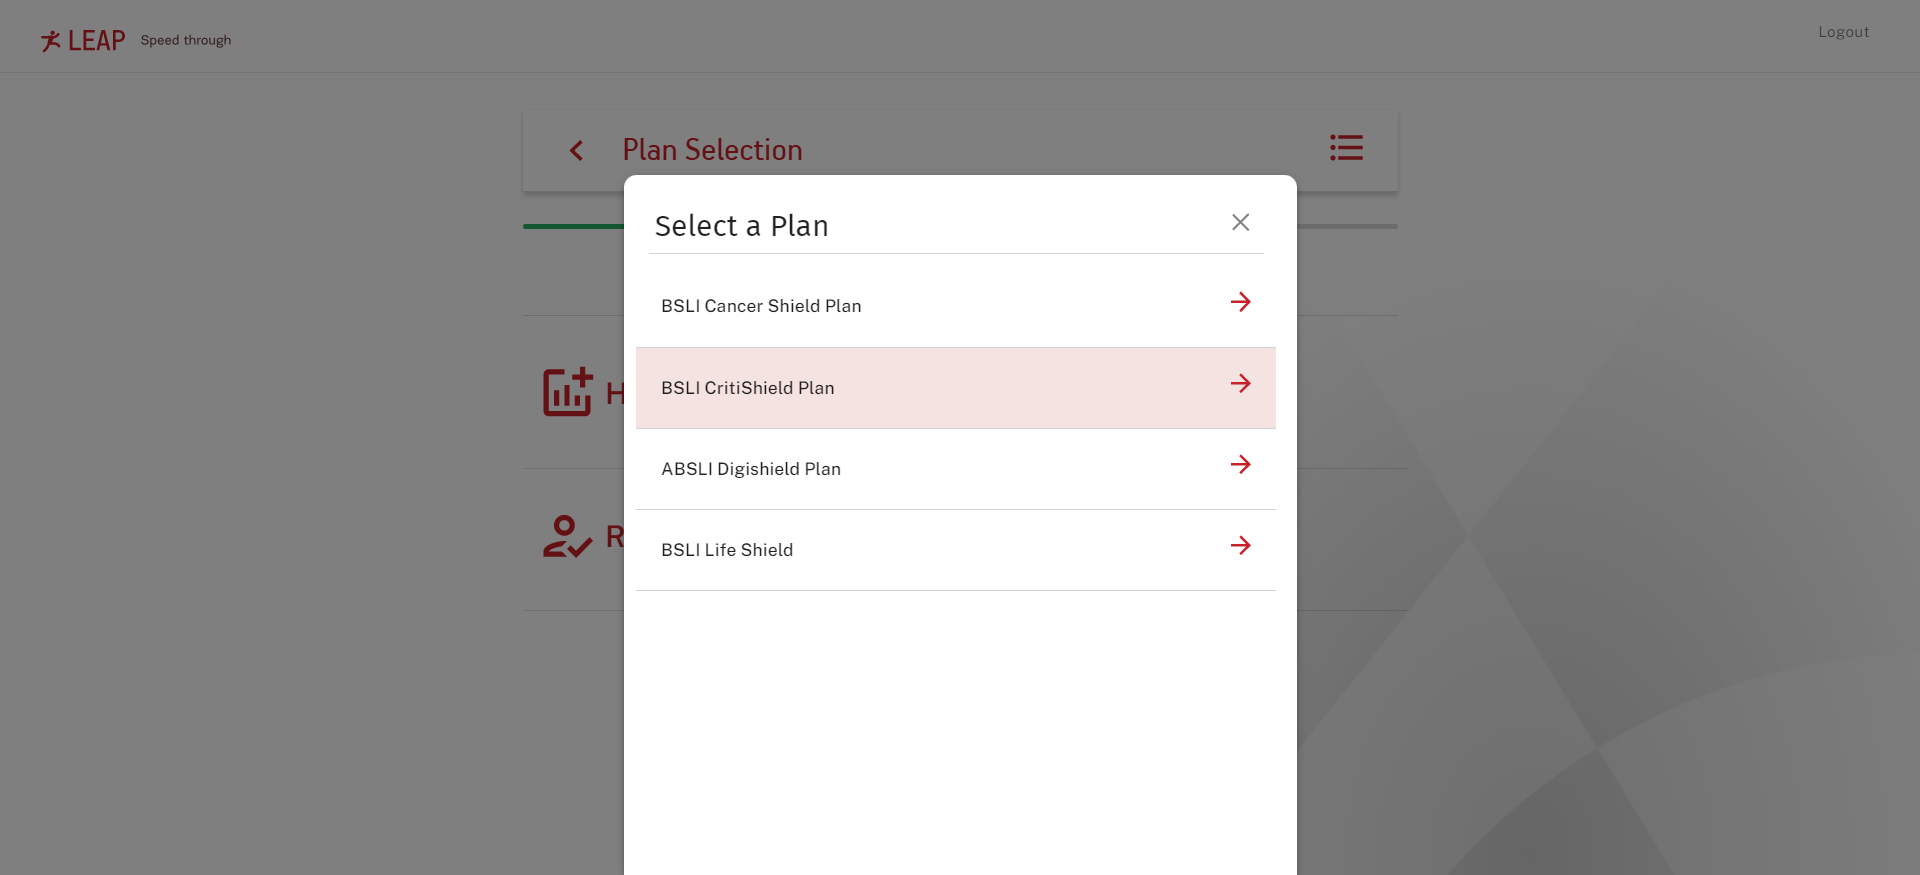 LEAP Speed through
Logout
Plan Selection
Select a Plan
BSLI Cancer Shield Plan
BSLI CritiShield Plan
H
ABSLI Digishield Plan
R
BSLI Life Shield